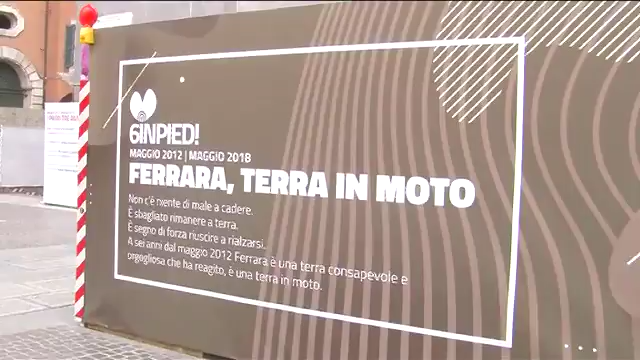 6INPIEDI!
MAGGIO 2012 | MAGGIO 2018
FERRARA, TERRA IN MOTO
Non c'è niente di male a cadere.
È sbagliato rimanere a terra.
È segno di forza riuscire a rialzarsi.
A sei anni dal maggio 2012 Ferrara è una terra consapevole e
orgogliosa che ha reagito, è una terra in moto.